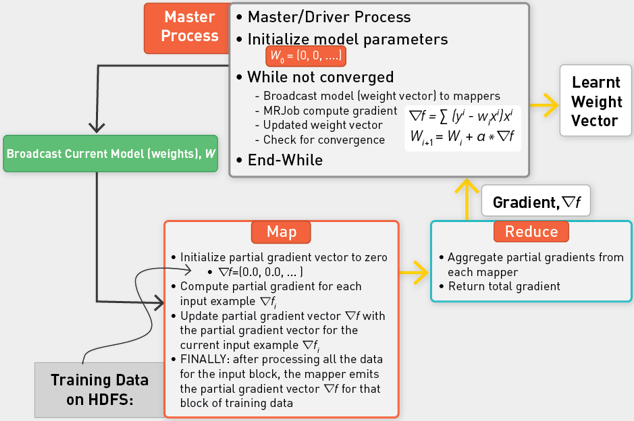 Master
Process
• Master/Driver Process
• Initialize model parameters
W₀ = (0, 0, ....)
• While not converged
- Broadcast model (weight vector) to mappers
- MRJob compute gradient
- Updated weight vector
- Check for convergence
∇f = ∑ (yⁱ - wᵢxⁱ)xⁱ
Wᵢ₊₁ = Wᵢ + α * ∇f
• End-While
Learnt
Weight
Vector
Broadcast Current Model (weights), W
Gradient, ∇f
Map
• Initialize partial gradient vector to zero
• ∇f=(0.0, 0.0, ... )
• Compute partial gradient for each
input example ∇fᵢ
• Update partial gradient vector ∇f with
the partial gradient vector for the
current input example ∇fᵢ
• FINALLY: after processing all the data
for the input block, the mapper emits
the partial gradient vector ∇f for that
block of training data
Reduce
• Aggregate partial gradients from
each mapper
• Return total gradient
Training Data
on HDFS: